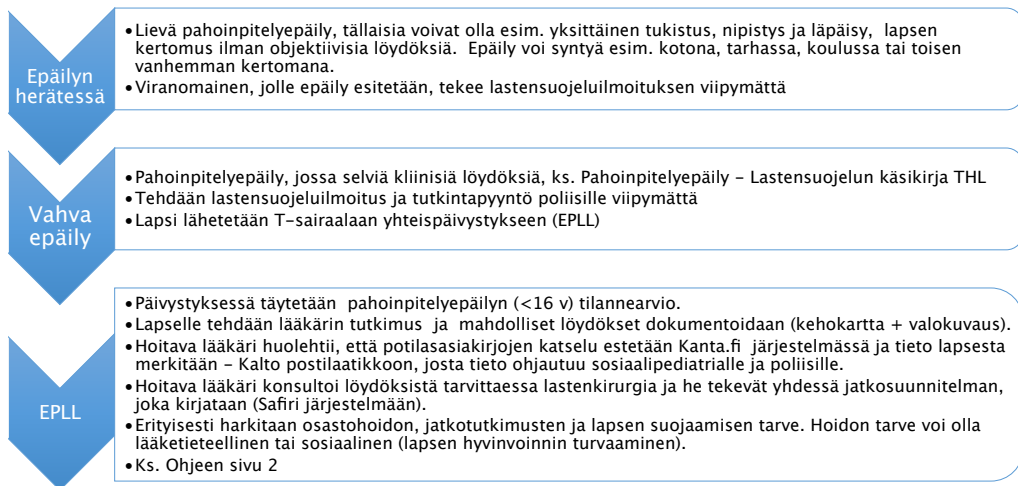 Epäilyn
herätessä
•Lievä pahoinpitelyepäily, tällaisia voivat olla esim. yksittäinen tukistus, nipistys ja läpäisy, lapsen
kertomus ilman objektiivisia löydöksiä. Epäily voi syntyä esim. kotona, tarhassa, koulussa tai toisen
vanhemman kertomana.
•Viranomainen, jolle epäily esitetään, tekee lastensuojeluilmoituksen viipymättä
Vahva
epäily
•Pahoinpitelyepäily, jossa selviä kliinisiä löydöksiä, ks. Pahoinpitelyepäily – Lastensuojelun käsikirja THL
•Tehdään lastensuojeluilmoitus ja tutkintapyyntö poliisille viipymättä
•Lapsi lähetetään T-sairaalaan yhteispäivystykseen (EPLL)
EPLL
•Päivystyksessä täytetään pahoinpitelyepäilyn (<16 v) tilannearvio.
•Lapselle tehdään lääkärin tutkimus ja mahdolliset löydökset dokumentoidaan (kehokartta + valokuvaus).
•Hoitava lääkäri huolehtii, että potilasasiakirjojen katselu estetään Kanta.fi järjestelmässä ja tieto lapsesta
merkitään – Kalto postilaatikkoon, josta tieto ohjautuu sosiaalipediatrialle ja poliisille.
•Hoitava lääkäri konsultoi löydöksistä tarvittaessa lastenkirurgia ja he tekevät yhdessä jatkosuunnitelman,
joka kirjataan (Safiri järjestelmään).
•Erityisesti harkitaan osastohoidon, jatkotutkimusten ja lapsen suojaamisen tarve. Hoidon tarve voi olla
lääketieteellinen tai sosiaalinen (lapsen hyvinvoinnin turvaaminen).
•Ks. Ohjeen sivu 2